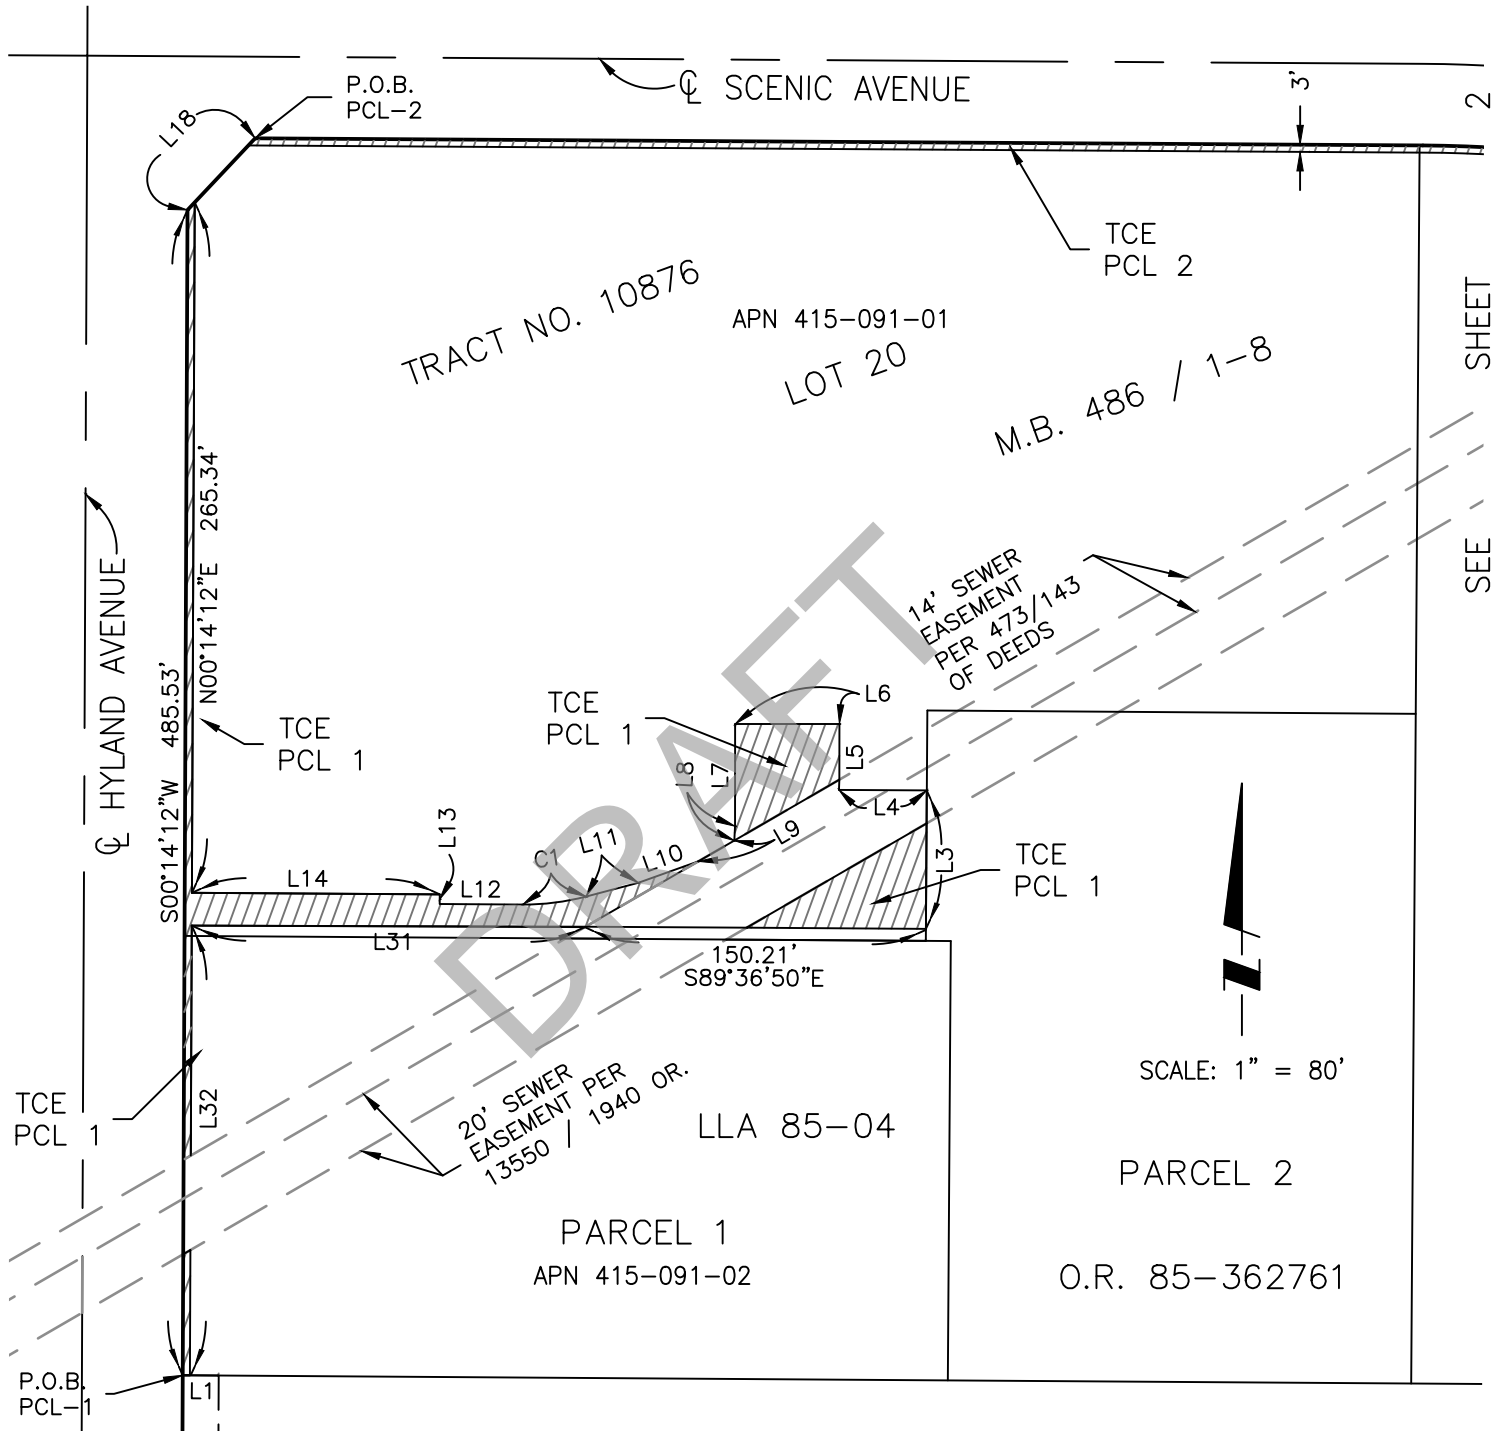 P.O.B.
PCL-2
℄ SCENIC AVENUE
3'
2
L18
TCE
PCL 2
TRACT NO. 10876
APN 415-091-01
LOT 20
M.B. 486 / 1-8
SEE SHEET
N00°14'12"E 265.34'
S00°14'12"W 485.53'
℄ HYLAND AVENUE
14' SEWER
EASEMENT
PER 473/143
OF DEEDS
TCE
PCL 1
TCE
PCL 1
L6
L5
L7
L8
L4
L9
L3
L13
C1
L11
L10
L14
L12
TCE
PCL 1
L31
150.21'
S89°36'50"E
DRAFT
SCALE: 1" = 80'
TCE
PCL 1
L32
20' SEWER
EASEMENT PER
13550 / 1940 OR.
LLA 85-04
PARCEL 2
PARCEL 1
APN 415-091-02
O.R. 85-362761
P.O.B.
PCL-1
L1